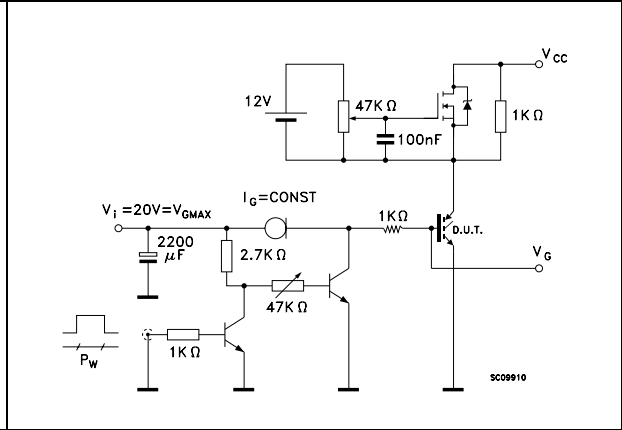 V CC
12V
47K Ω
1K Ω
100nF
I G=CONST
V i =20V=V GMAX
1K Ω
D.U.T.
2200
μF
2.7K Ω
V G
47K Ω
1K Ω
P W
SC09910